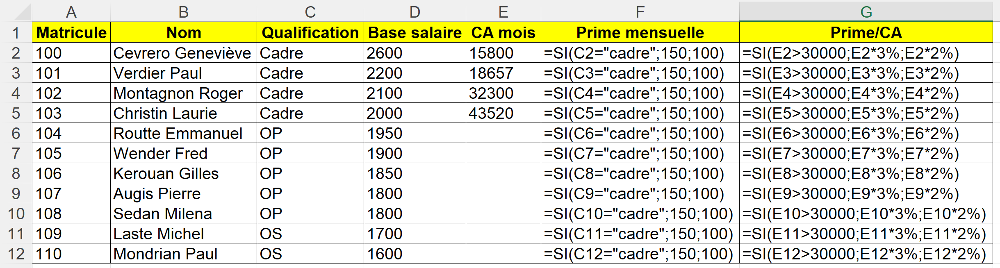 A B C D E F G
1 Matricule Nom Qualification Base salaire CA mois Prime mensuelle Prime/CA
2 100 Cevrero Geneviève Cadre 2600 15800 =SI(C2="cadre";150;100) =SI(E2>30000;E2*3%;E2*2%)
3 101 Verdier Paul Cadre 2200 18657 =SI(C3="cadre";150;100) =SI(E3>30000;E3*3%;E3*2%)
4 102 Montagnon Roger Cadre 2100 32300 =SI(C4="cadre";150;100) =SI(E4>30000;E4*3%;E4*2%)
5 103 Christin Laurie Cadre 2000 43520 =SI(C5="cadre";150;100) =SI(E5>30000;E5*3%;E5*2%)
6 104 Routte Emmanuel OP 1950 =SI(C6="cadre";150;100) =SI(E6>30000;E6*3%;E6*2%)
7 105 Wender Fred OP 1900 =SI(C7="cadre";150;100) =SI(E7>30000;E7*3%;E7*2%)
8 106 Kerouan Gilles OP 1850 =SI(C8="cadre";150;100) =SI(E8>30000;E8*3%;E8*2%)
9 107 Augis Pierre OP 1800 =SI(C9="cadre";150;100) =SI(E9>30000;E9*3%;E9*2%)
10 108 Sedan Milena OP 1800 =SI(C10="cadre";150;100) =SI(E10>30000;E10*3%;E10*2%)
11 109 Laste Michel OS 1700 =SI(C11="cadre";150;100) =SI(E11>30000;E11*3%;E11*2%)
12 110 Mondrian Paul OS 1600 =SI(C12="cadre";150;100) =SI(E12>30000;E12*3%;E12*2%)